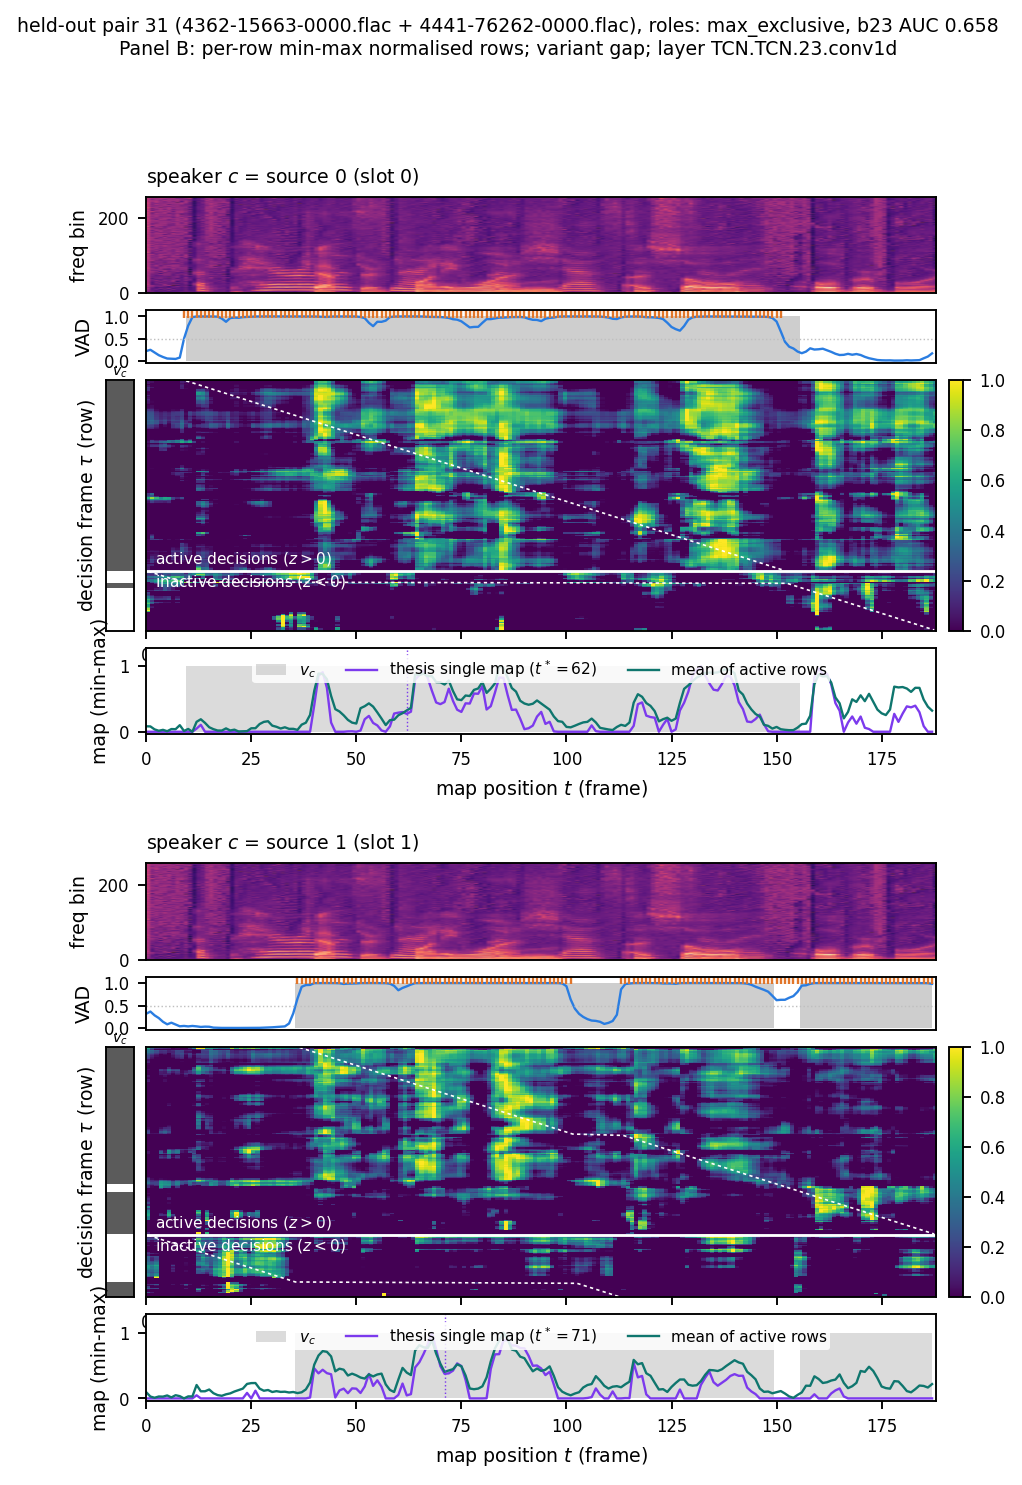 held-out pair 31 (4362-15663-0000.flac + 4441-76262-0000.flac), roles: max_exclusive, b23 AUC 0.658
Panel B: per-row min-max normalised rows; variant gap; layer TCN.TCN.23.conv1d
speaker c = source 0 (slot 0)
freq bin
200
0
VAD
1.0
0.5
0.0
v_c
decision frame τ (row)
active decisions (z > 0)
inactive decisions (z < 0)
1.0
0.8
0.6
0.4
0.2
0.0
map (min-max)
1
0
v_c
thesis single map (t* = 62)
mean of active rows
0 25 50 75 100 125 150 175
map position t (frame)
speaker c = source 1 (slot 1)
freq bin
200
0
VAD
1.0
0.5
0.0
v_c
decision frame τ (row)
active decisions (z > 0)
inactive decisions (z < 0)
1.0
0.8
0.6
0.4
0.2
0.0
map (min-max)
1
0
v_c
thesis single map (t* = 71)
mean of active rows
0 25 50 75 100 125 150 175
map position t (frame)